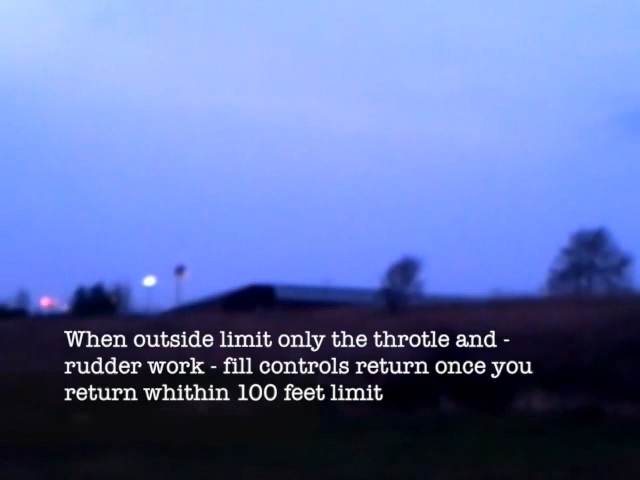 When outside limit only the throtle and -
rudder work - fill controls return once you
return whithin 100 feet limit